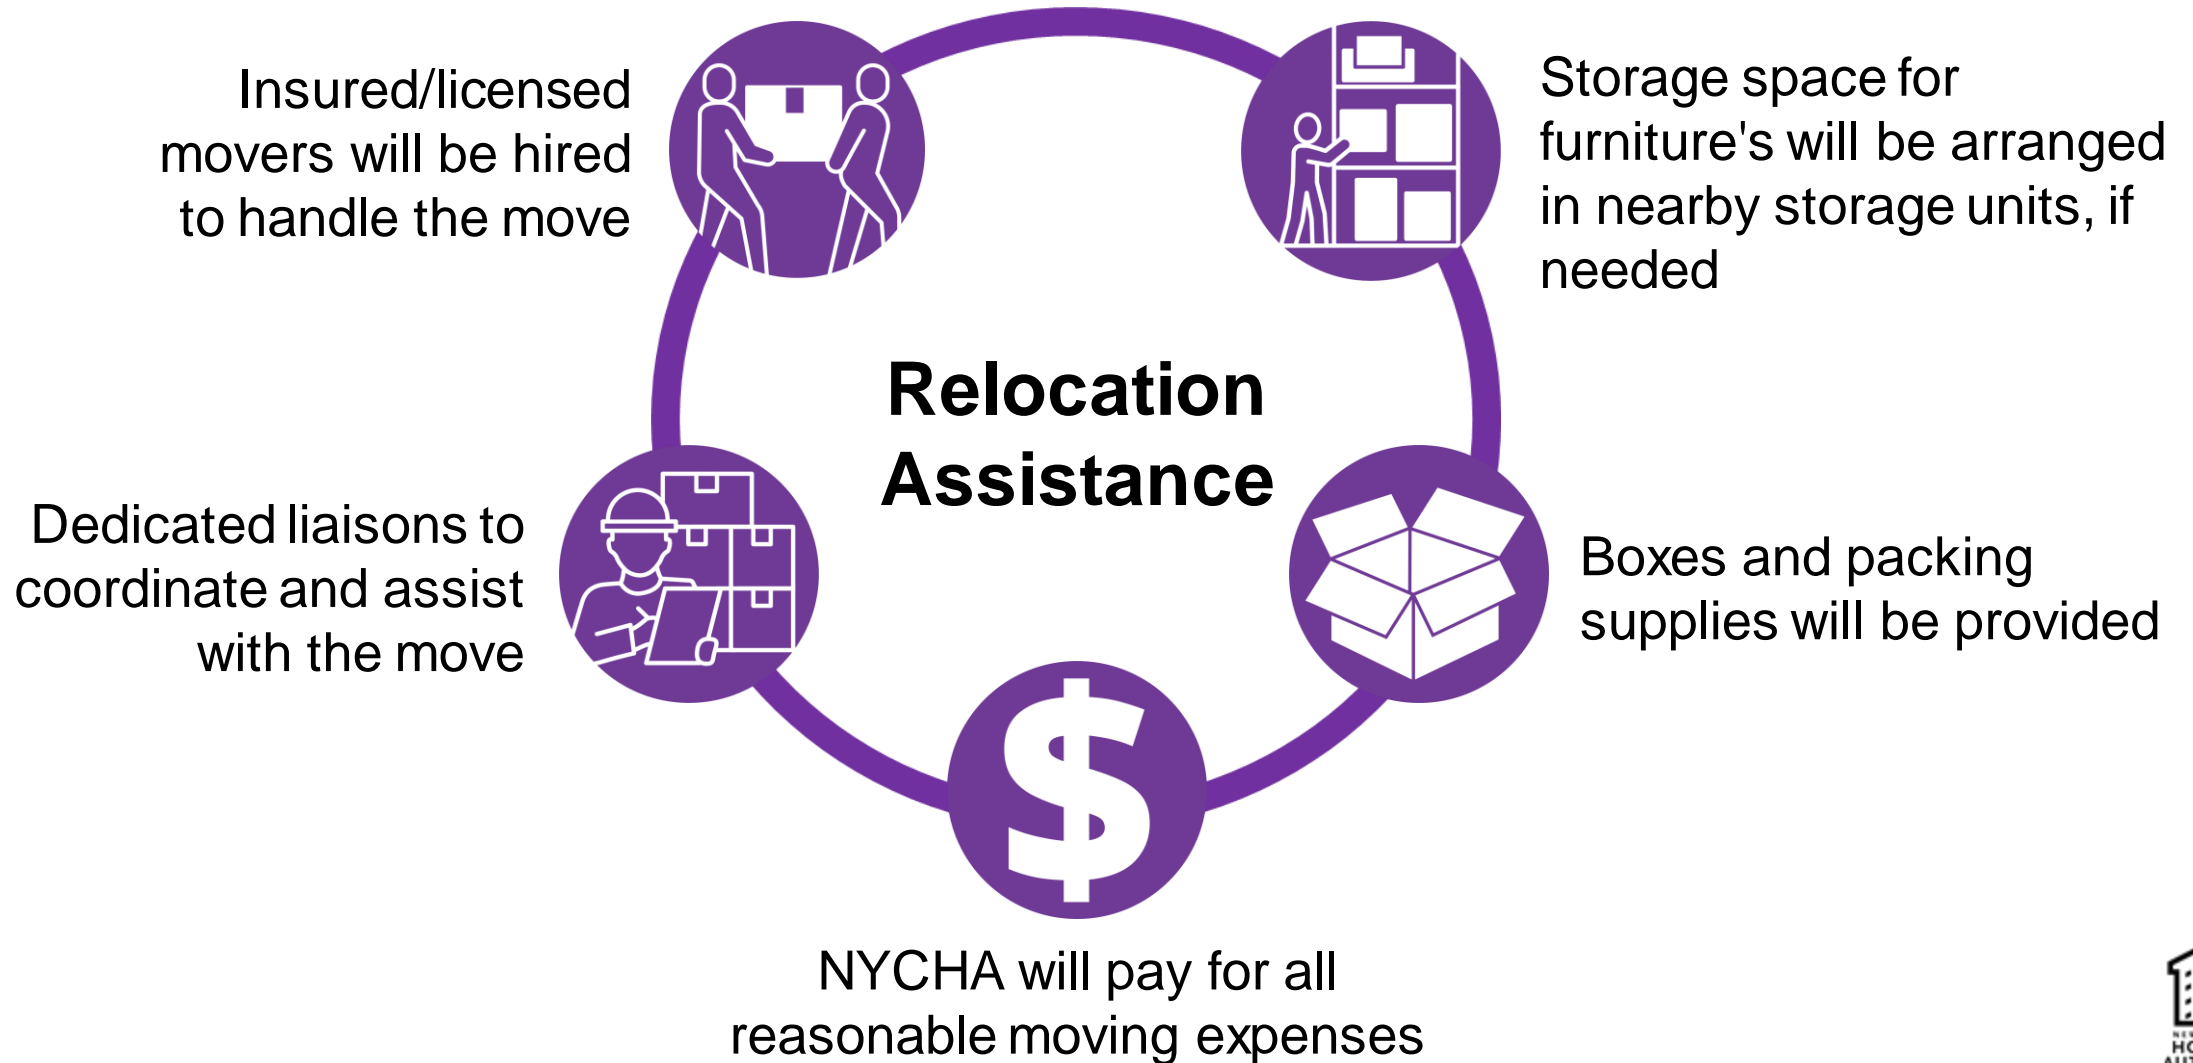 Insured/licensed
movers will be hired
to handle the move
Storage space for
furniture's will be arranged
in nearby storage units, if
needed
Relocation
Assistance
Dedicated liaisons to
coordinate and assist
with the move
Boxes and packing
supplies will be provided
$
NYCHA will pay for all
reasonable moving expenses